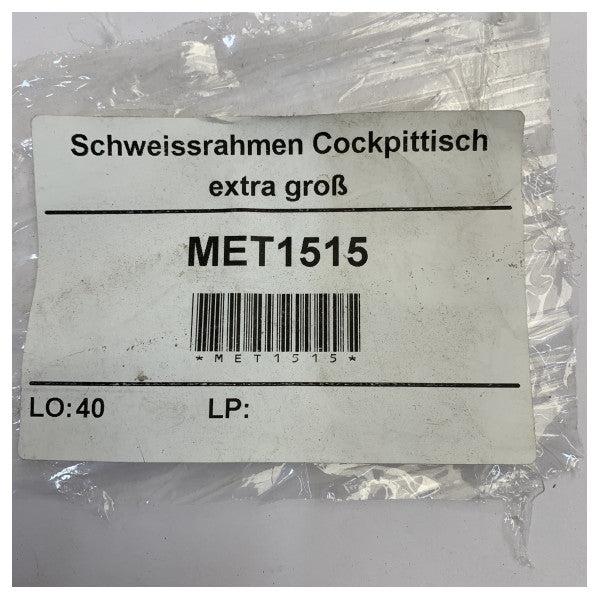 Schweissrahmen Cockpittisch
extra groß
MET1515
*MET1515*
LO: 40 LP: